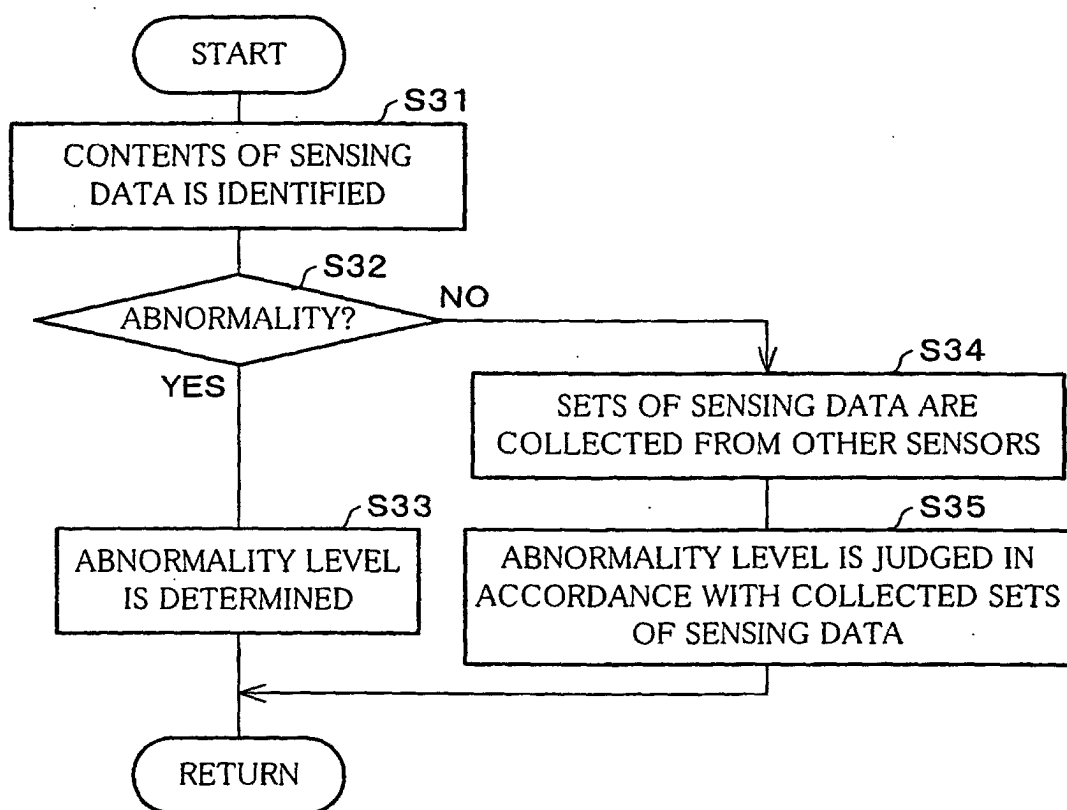 START
S31
CONTENTS OF SENSING
DATA IS IDENTIFIED
S32
ABNORMALITY?
NO
YES
S34
SETS OF SENSING DATA ARE
COLLECTED FROM OTHER SENSORS
S33
ABNORMALITY LEVEL
IS DETERMINED
S35
ABNORMALITY LEVEL IS JUDGED IN
ACCORDANCE WITH COLLECTED SETS
OF SENSING DATA
RETURN